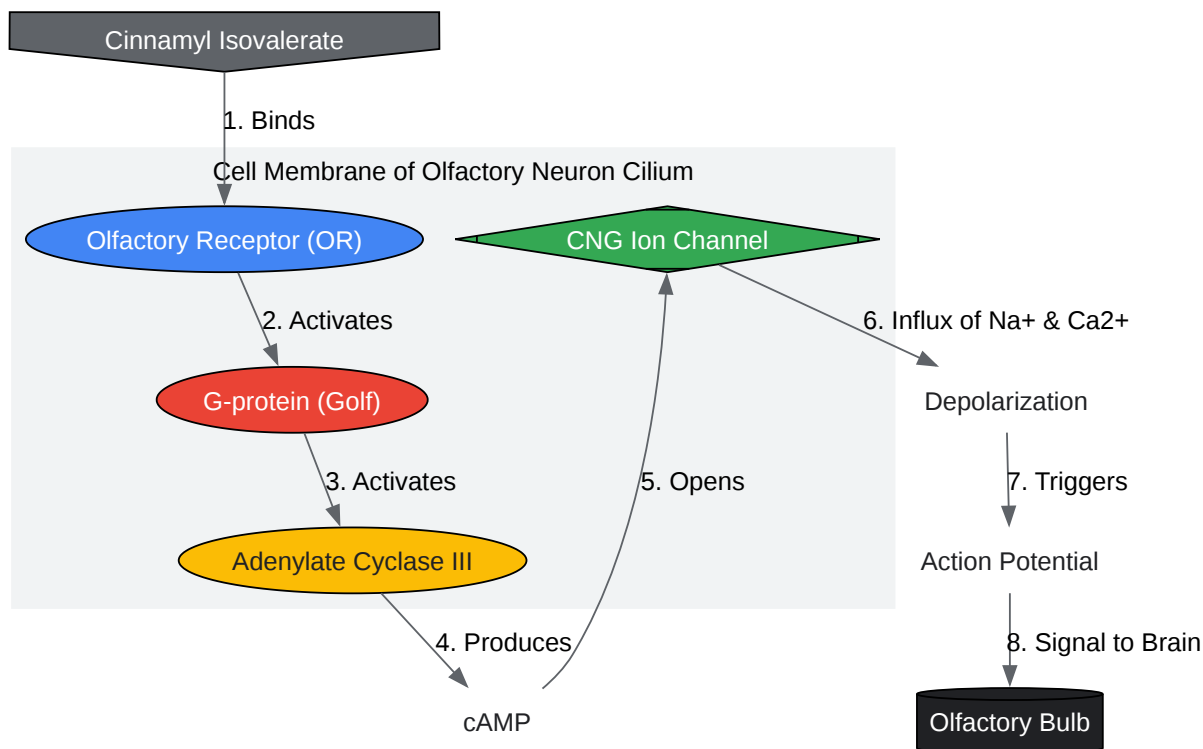 Cinnamyl Isovalerate
1. Binds
Cell Membrane of Olfactory Neuron Cilium
Olfactory Receptor (OR)
CNG Ion Channel
2. Activates
6. Influx of Na+ & Ca2+
G-protein (Golf)
Depolarization
3. Activates
5. Opens
7. Triggers
Adenylate Cyclase III
Action Potential
4. Produces
8. Signal to Brain
cAMP
Olfactory Bulb